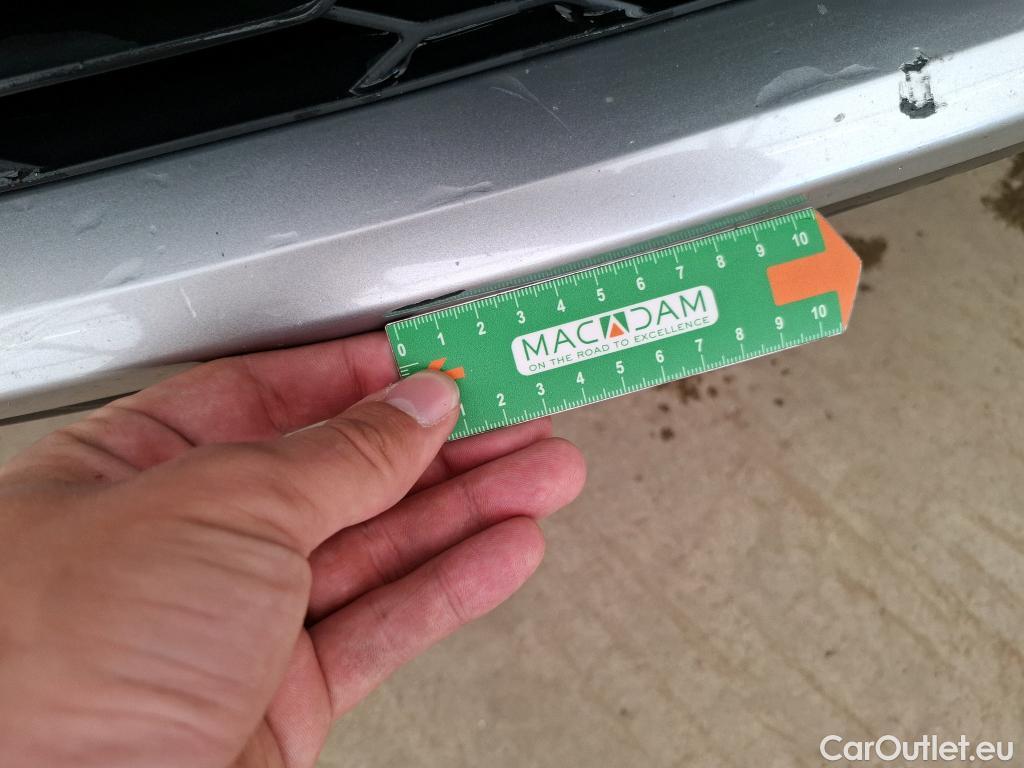 0 1 2 3 4 5 6 7 8 9 10
MACADAM
ON THE ROAD TO EXCELLENCE
1 2 3 4 5 6 7 8 9 10
CarOutlet.eu